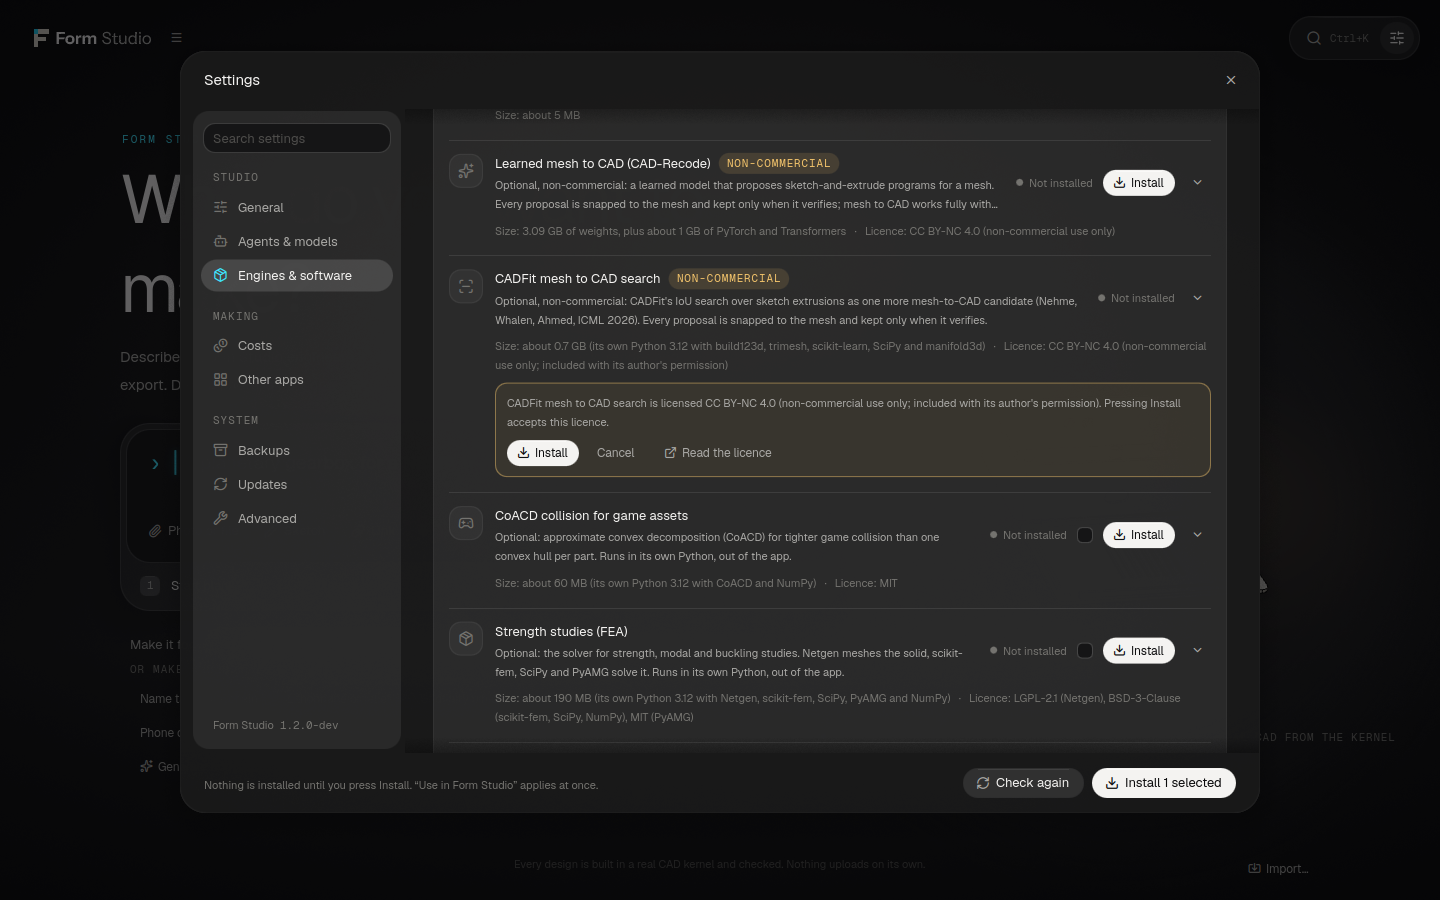 Form Studio
Ctrl+K
Settings
FORM ST
W
ma
Describe
export. D
Ph
1
S
Make it f
OR MAKE
Name t
Phone c
Gen
Search settings
STUDIO
General
Agents & models
Engines & software
MAKING
Costs
Other apps
SYSTEM
Backups
Updates
Advanced
Form Studio 1.2.0-dev
Size: about 5 MB
Learned mesh to CAD (CAD-Recode) NON-COMMERCIAL
Optional, non-commercial: a learned model that proposes sketch-and-extrude programs for a mesh.
Every proposal is snapped to the mesh and kept only when it verifies; mesh to CAD works fully with…
Not installed
Install
Size: 3.09 GB of weights, plus about 1 GB of PyTorch and Transformers · Licence: CC BY-NC 4.0 (non-commercial use only)
CADFit mesh to CAD search NON-COMMERCIAL
Optional, non-commercial: CADFit's IoU search over sketch extrusions as one more mesh-to-CAD candidate (Nehme,
Whalen, Ahmed, ICML 2026). Every proposal is snapped to the mesh and kept only when it verifies.
Not installed
Size: about 0.7 GB (its own Python 3.12 with build123d, trimesh, scikit-learn, SciPy and manifold3d) · Licence: CC BY-NC 4.0 (non-commercial
use only; included with its author's permission)
CADFit mesh to CAD search is licensed CC BY-NC 4.0 (non-commercial use only; included with its author's permission). Pressing Install
accepts this licence.
Install
Cancel
Read the licence
CoACD collision for game assets
Optional: approximate convex decomposition (CoACD) for tighter game collision than one
convex hull per part. Runs in its own Python, out of the app.
Not installed
Install
Size: about 60 MB (its own Python 3.12 with CoACD and NumPy) · Licence: MIT
Strength studies (FEA)
Optional: the solver for strength, modal and buckling studies. Netgen meshes the solid, scikit-
fem, SciPy and PyAMG solve it. Runs in its own Python, out of the app.
Not installed
Install
Size: about 190 MB (its own Python 3.12 with Netgen, scikit-fem, SciPy, PyAMG and NumPy) · Licence: LGPL-2.1 (Netgen), BSD-3-Clause
(scikit-fem, SciPy, NumPy), MIT (PyAMG)
CAD FROM THE KERNEL
Nothing is installed until you press Install. “Use in Form Studio” applies at once.
Check again
Install 1 selected
Every design is built in a real CAD kernel and checked. Nothing uploads on its own.
Import…